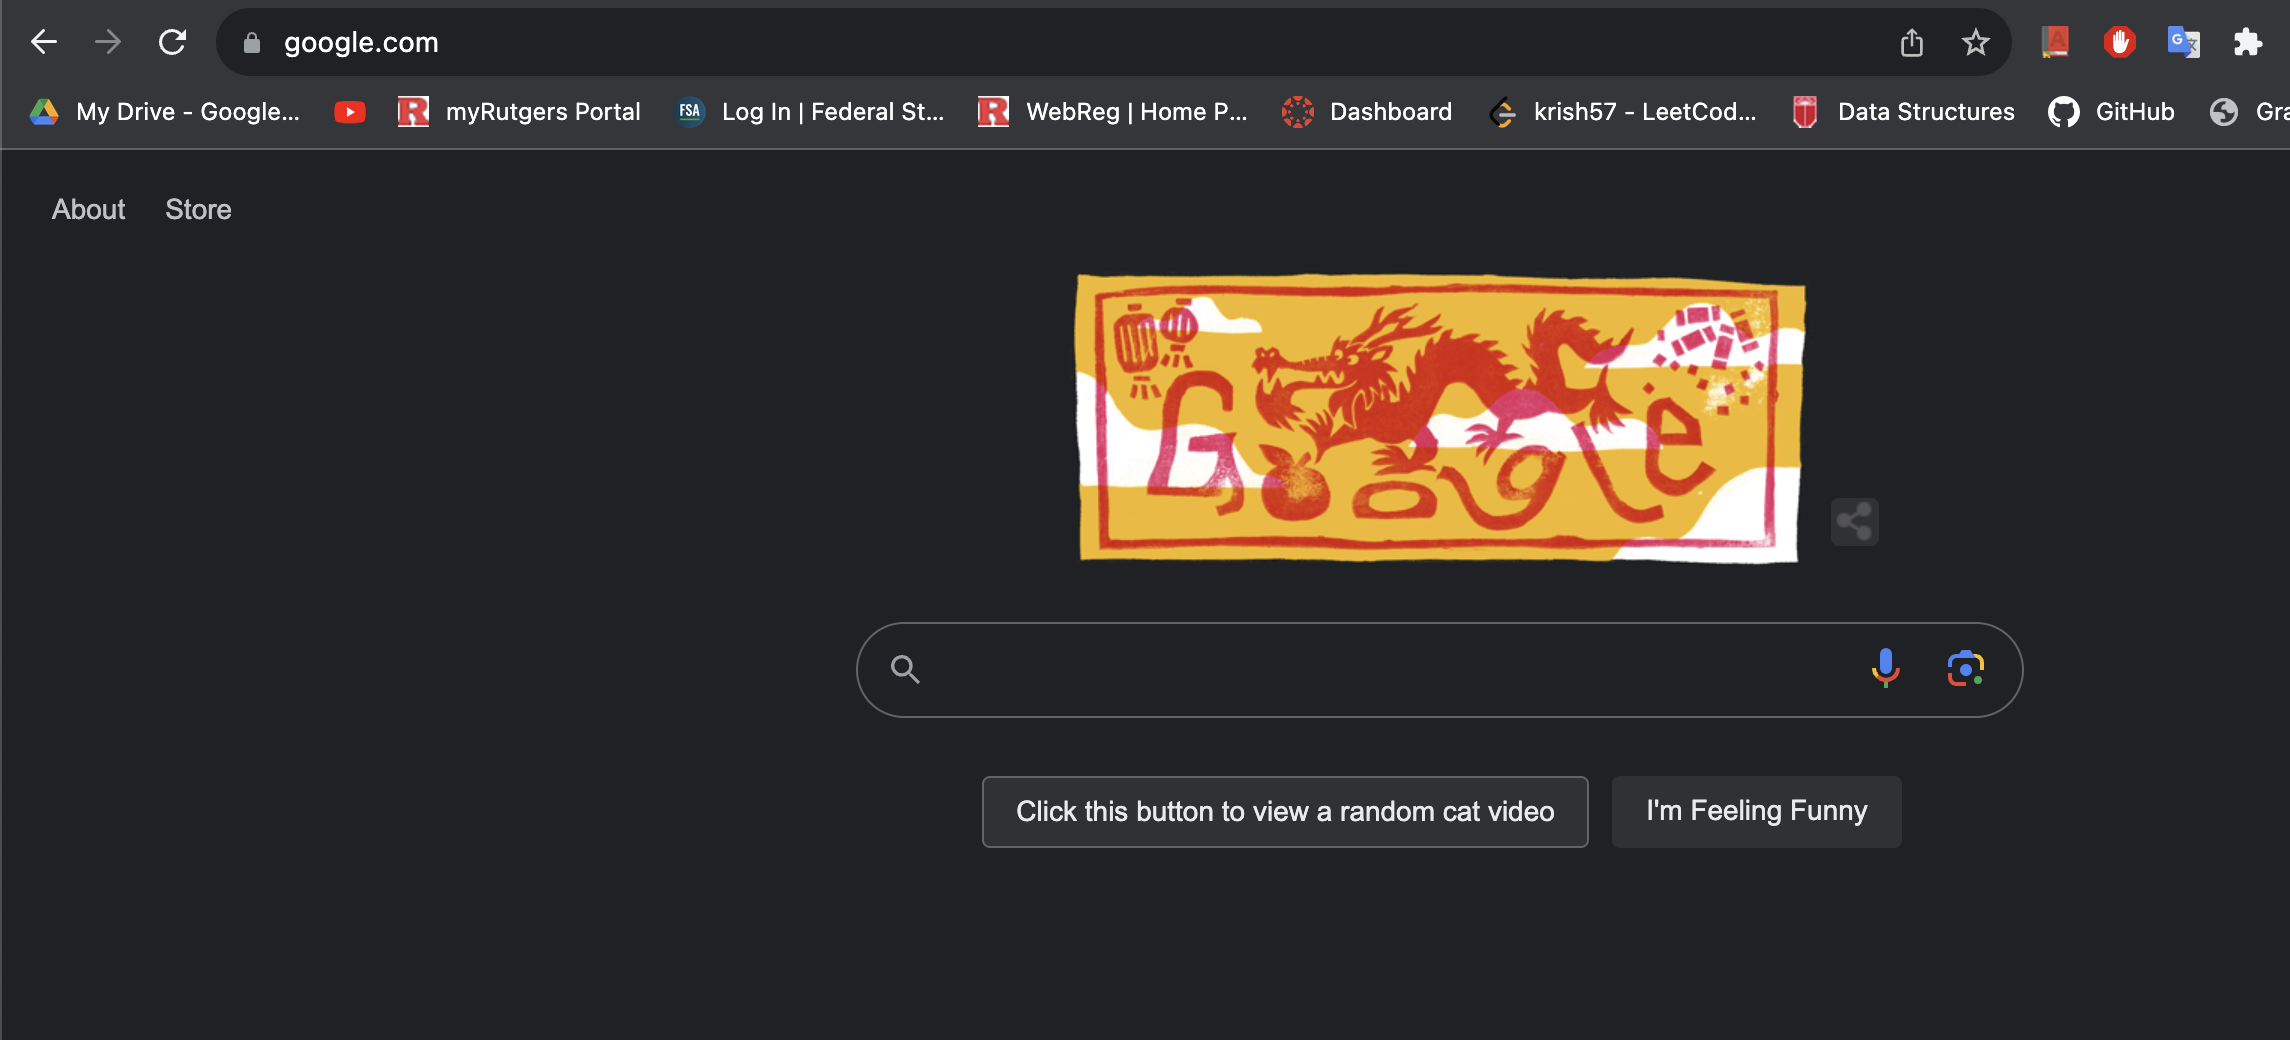 google.com
My Drive - Google...
myRutgers Portal
FSA
Log In | Federal St...
WebReg | Home P...
Dashboard
krish57 - LeetCod...
Data Structures
GitHub
Gra
About
Store
Google
Click this button to view a random cat video
I'm Feeling Funny